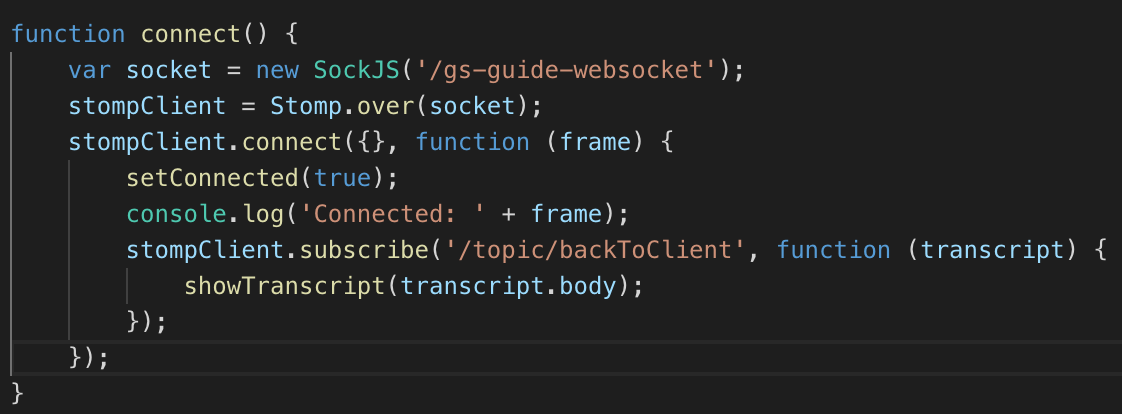 function connect() {
    var socket = new SockJS('/gs-guide-websocket');
    stompClient = Stomp.over(socket);
    stompClient.connect({}, function (frame) {
        setConnected(true);
        console.log('Connected: ' + frame);
        stompClient.subscribe('/topic/backToClient', function (transcript) {
            showTranscript(transcript.body);
        });
    });
}